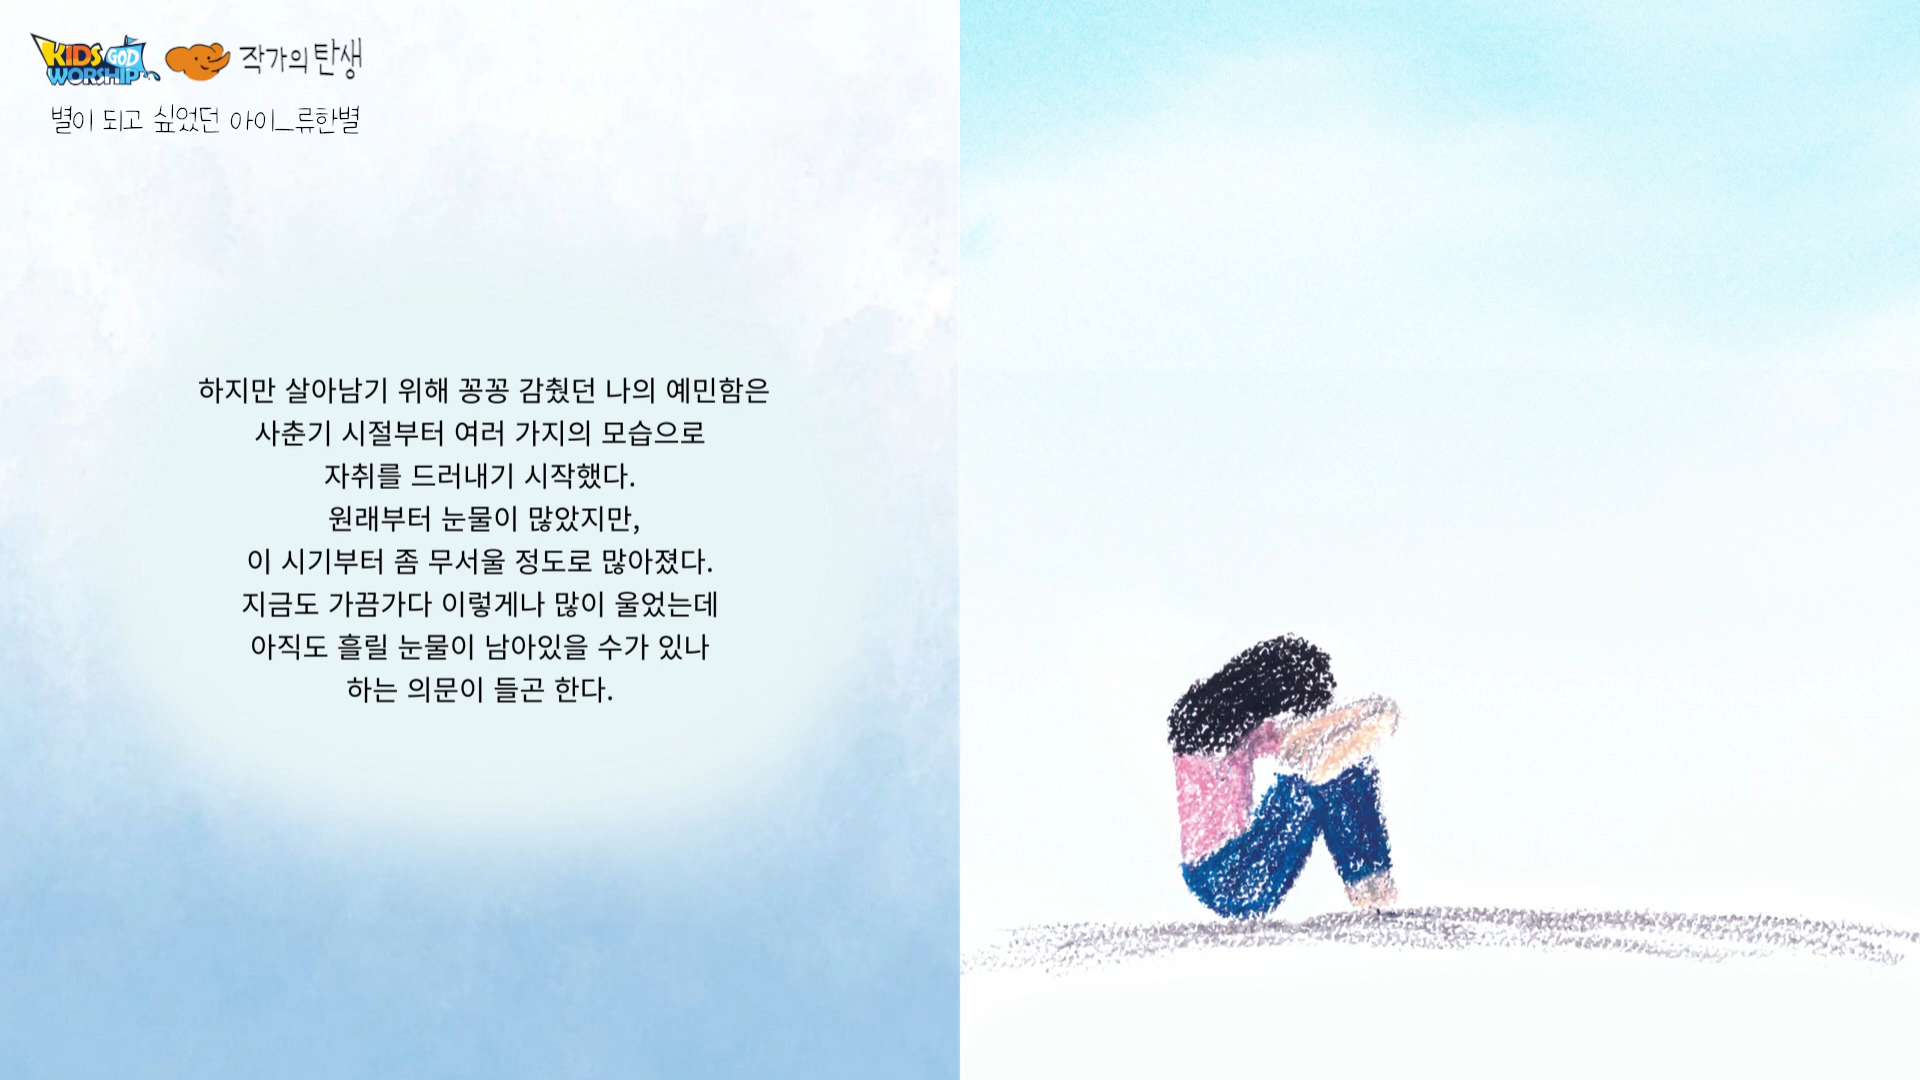 KIDS GOD
WORSHIP
작가의 탄생
별이 되고 싶었던 아이_류한별
하지만 살아남기 위해 꽁꽁 감췄던 나의 예민함은
사춘기 시절부터 여러 가지의 모습으로
자취를 드러내기 시작했다.
원래부터 눈물이 많았지만,
이 시기부터 좀 무서울 정도로 많아졌다.
지금도 가끔가다 이렇게나 많이 울었는데
아직도 흘릴 눈물이 남아있을 수가 있나
하는 의문이 들곤 한다.